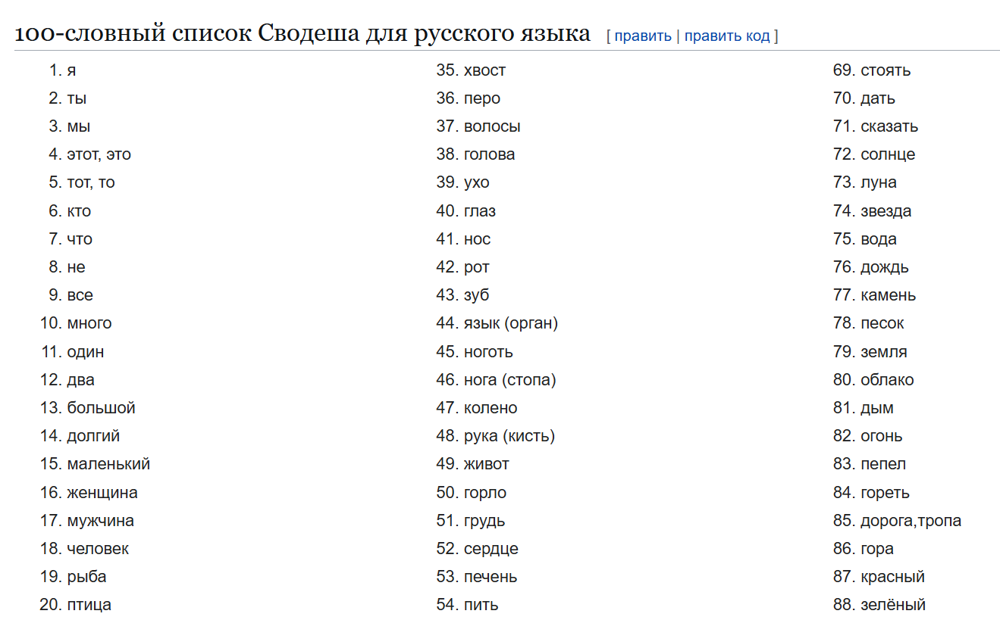 100-словный список Сводеша для русского языка [ править | править код ]
1. я
2. ты
3. мы
4. этот, это
5. тот, то
6. кто
7. что
8. не
9. все
10. много
11. один
12. два
13. большой
14. долгий
15. маленький
16. женщина
17. мужчина
18. человек
19. рыба
20. птица
35. хвост
36. перо
37. волосы
38. голова
39. ухо
40. глаз
41. нос
42. рот
43. зуб
44. язык (орган)
45. ноготь
46. нога (стопа)
47. колено
48. рука (кисть)
49. живот
50. горло
51. грудь
52. сердце
53. печень
54. пить
69. стоять
70. дать
71. сказать
72. солнце
73. луна
74. звезда
75. вода
76. дождь
77. камень
78. песок
79. земля
80. облако
81. дым
82. огонь
83. пепел
84. гореть
85. дорога,тропа
86. гора
87. красный
88. зелёный